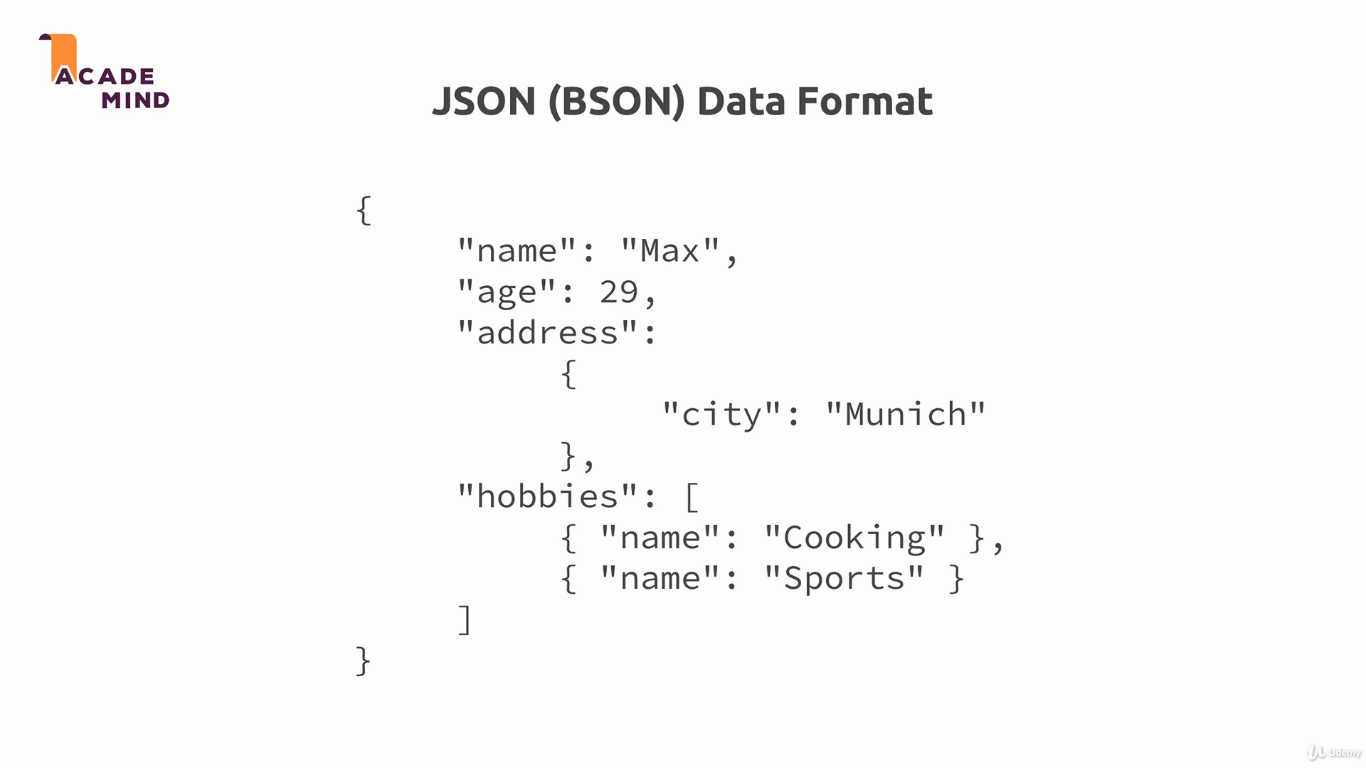 ACADE
MIND
JSON (BSON) Data Format
{
"name": "Max",
"age": 29,
"address":
{
"city": "Munich"
},
"hobbies": [
{ "name": "Cooking" },
{ "name": "Sports" }
]
}
Udemy